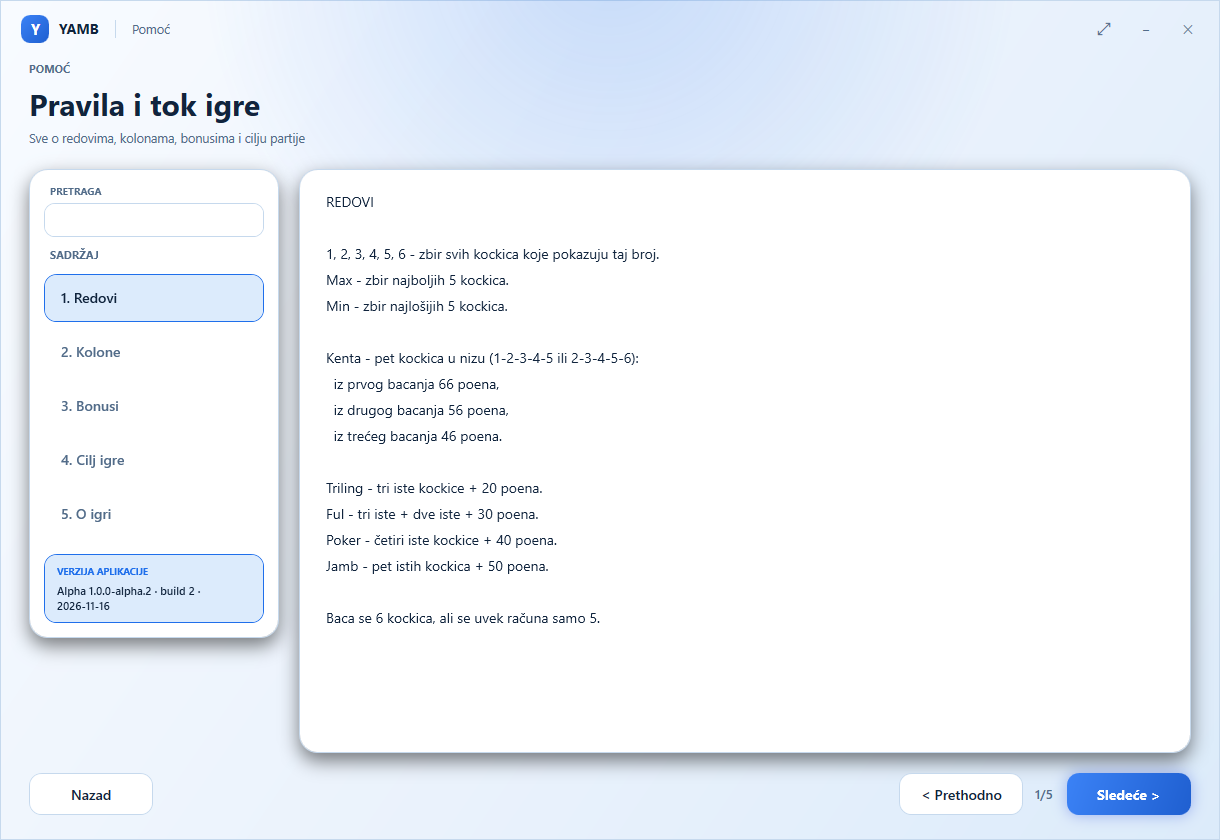 Y YAMB Pomoć
POMOĆ
Pravila i tok igre
Sve o redovima, kolonama, bonusima i cilju partije
PRETRAGA
SADRŽAJ
1. Redovi
2. Kolone
3. Bonusi
4. Cilj igre
5. O igri
VERZIJA APLIKACIJE
Alpha 1.0.0-alpha.2 · build 2 ·
2026-11-16
REDOVI
1, 2, 3, 4, 5, 6 - zbir svih kockica koje pokazuju taj broj.
Max - zbir najboljih 5 kockica.
Min - zbir najlošijih 5 kockica.
Kenta - pet kockica u nizu (1-2-3-4-5 ili 2-3-4-5-6):
iz prvog bacanja 66 poena,
iz drugog bacanja 56 poena,
iz trećeg bacanja 46 poena.
Triling - tri iste kockice + 20 poena.
Ful - tri iste + dve iste + 30 poena.
Poker - četiri iste kockice + 40 poena.
Jamb - pet istih kockica + 50 poena.
Baca se 6 kockica, ali se uvek računa samo 5.
Nazad
< Prethodno
1/5
Sledeće >